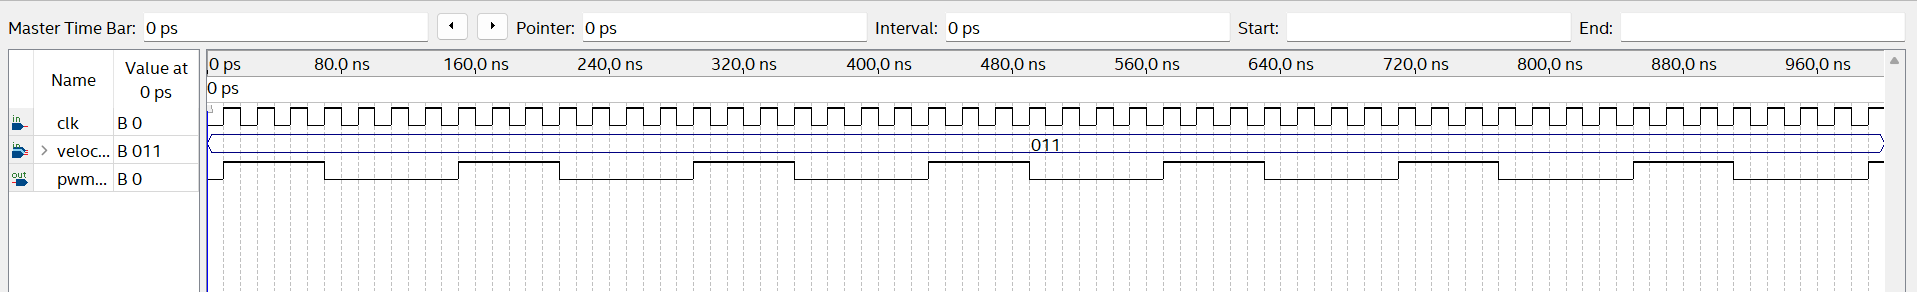 Master Time Bar: 0 ps Pointer: 0 ps Interval: 0 ps Start: End:
Name Value at 0 ps
0 ps 80.0 ns 160,0 ns 240,0 ns 320,0 ns 400,0 ns 480,0 ns 560,0 ns 640,0 ns 720,0 ns 800,0 ns 880,0 ns 960,0 ns
0 ps
in clk B 0
in veloc... B 011 011
out pwm... B 0